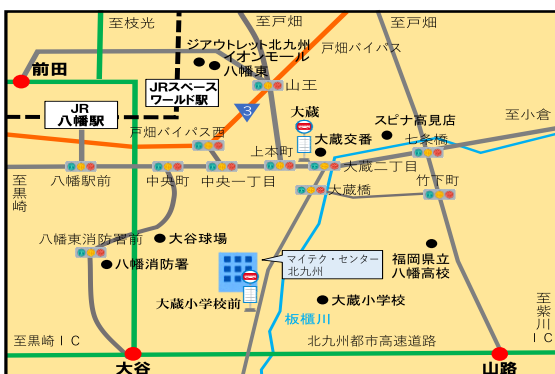 至枝光
至戸畑
至戸畑
ジアウトレット北九州
イオンモール
八幡東
戸畑バイパス
前田
JRスペース
ワールド駅
山王
JR
八幡駅
3
大蔵
スピナ高見店
至小倉
戸畑バイパス西
大蔵交番
七条橋
上本町
大蔵二丁目
至黒崎
八幡駅前
中央町
中央一丁目
大蔵橋
竹下町
八幡東消防署前
大谷球場
八幡消防署
マイテク・センター
北九州
福岡県立
八幡高校
大蔵小学校前
大蔵小学校
板櫃川
至紫川IC
至黒崎IC
北九州都市高速道路
大谷
山路